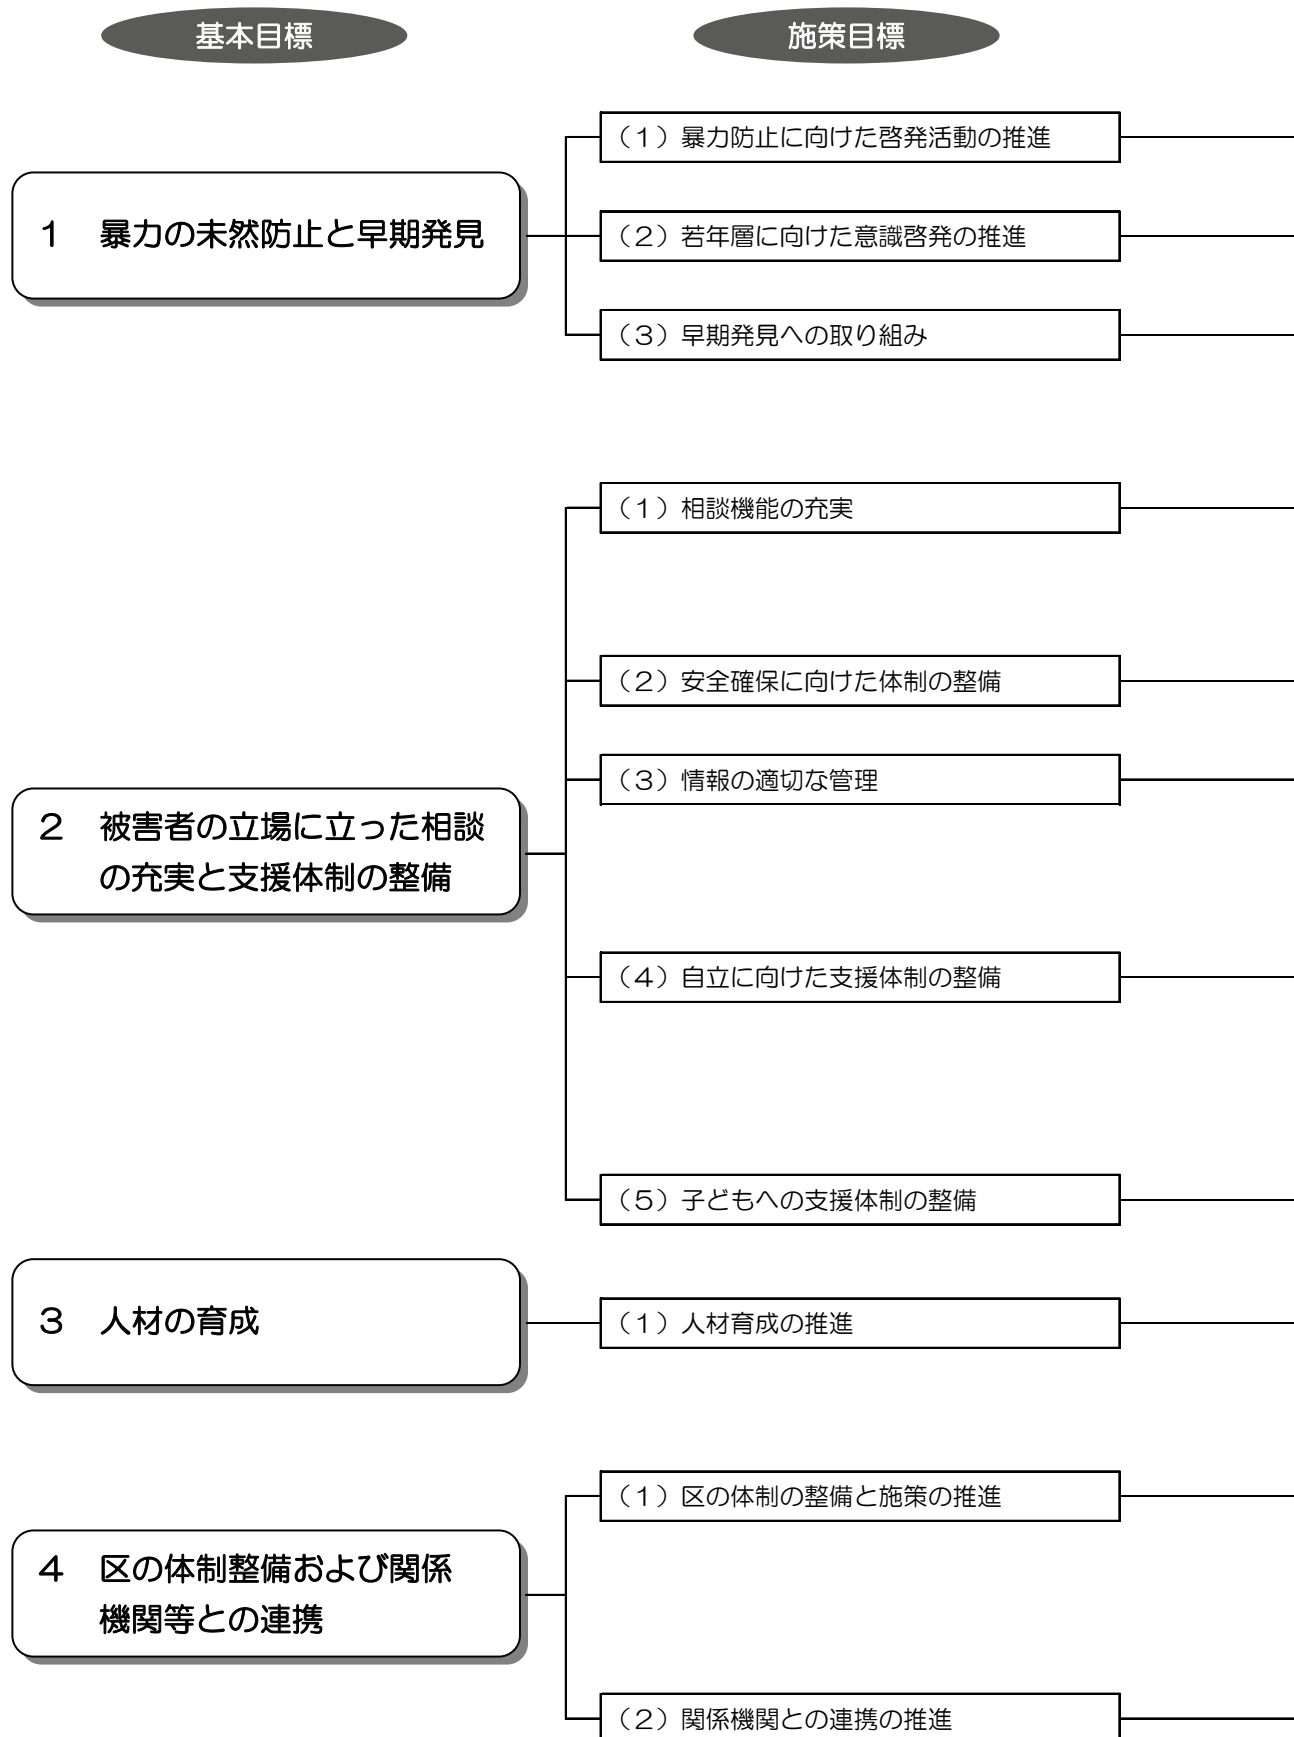 基本目標
施策目標
1 暴力の未然防止と早期発見
（1）暴力防止に向けた啓発活動の推進
（2）若年層に向けた意識啓発の推進
（3）早期発見への取り組み
2 被害者の立場に立った相談
の充実と支援体制の整備
（1）相談機能の充実
（2）安全確保に向けた体制の整備
（3）情報の適切な管理
（4）自立に向けた支援体制の整備
（5）子どもへの支援体制の整備
3 人材の育成
（1）人材育成の推進
4 区の体制整備および関係
機関等との連携
（1）区の体制の整備と施策の推進
（2）関係機関との連携の推進